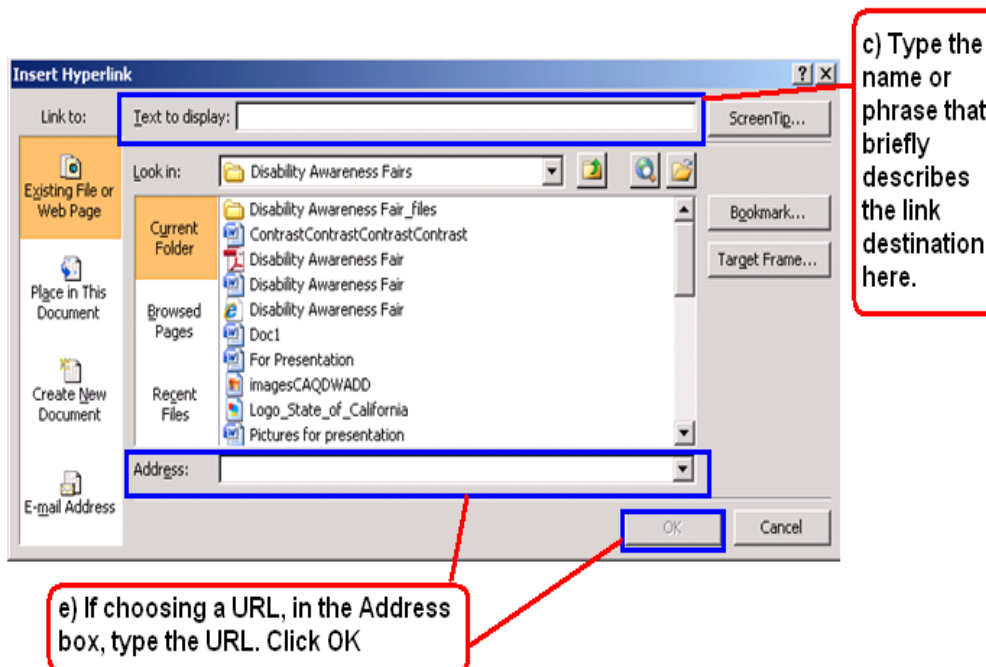 c) Type the
name or
phrase that
briefly
describes
the link
destination
here.
Insert Hyperlink
Link to:
Text to display:
ScreenTip...
Existing File or
Web Page
Look in:
Disability Awareness Fairs
Current
Folder
Disability Awareness Fair_files
ContrastContrastContrastContrast
Disability Awareness Fair
Disability Awareness Fair
Disability Awareness Fair
Doc1
For Presentation
imagesCAQDWADD
Logo_State_of_California
Pictures for presentation
Bookmark...
Target Frame...
Place in This
Document
Browsed
Pages
Create New
Document
Recent
Files
E-mail Address
Address:
OK
Cancel
e) If choosing a URL, in the Address
box, type the URL. Click OK